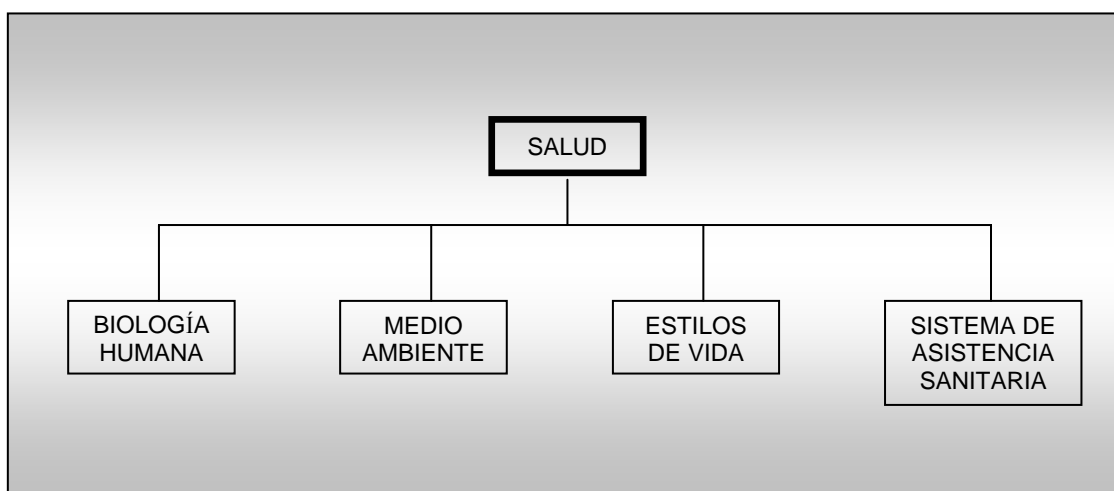 SALUD
BIOLOGÍA
HUMANA
MEDIO
AMBIENTE
ESTILOS
DE VIDA
SISTEMA DE
ASISTENCIA
SANITARIA